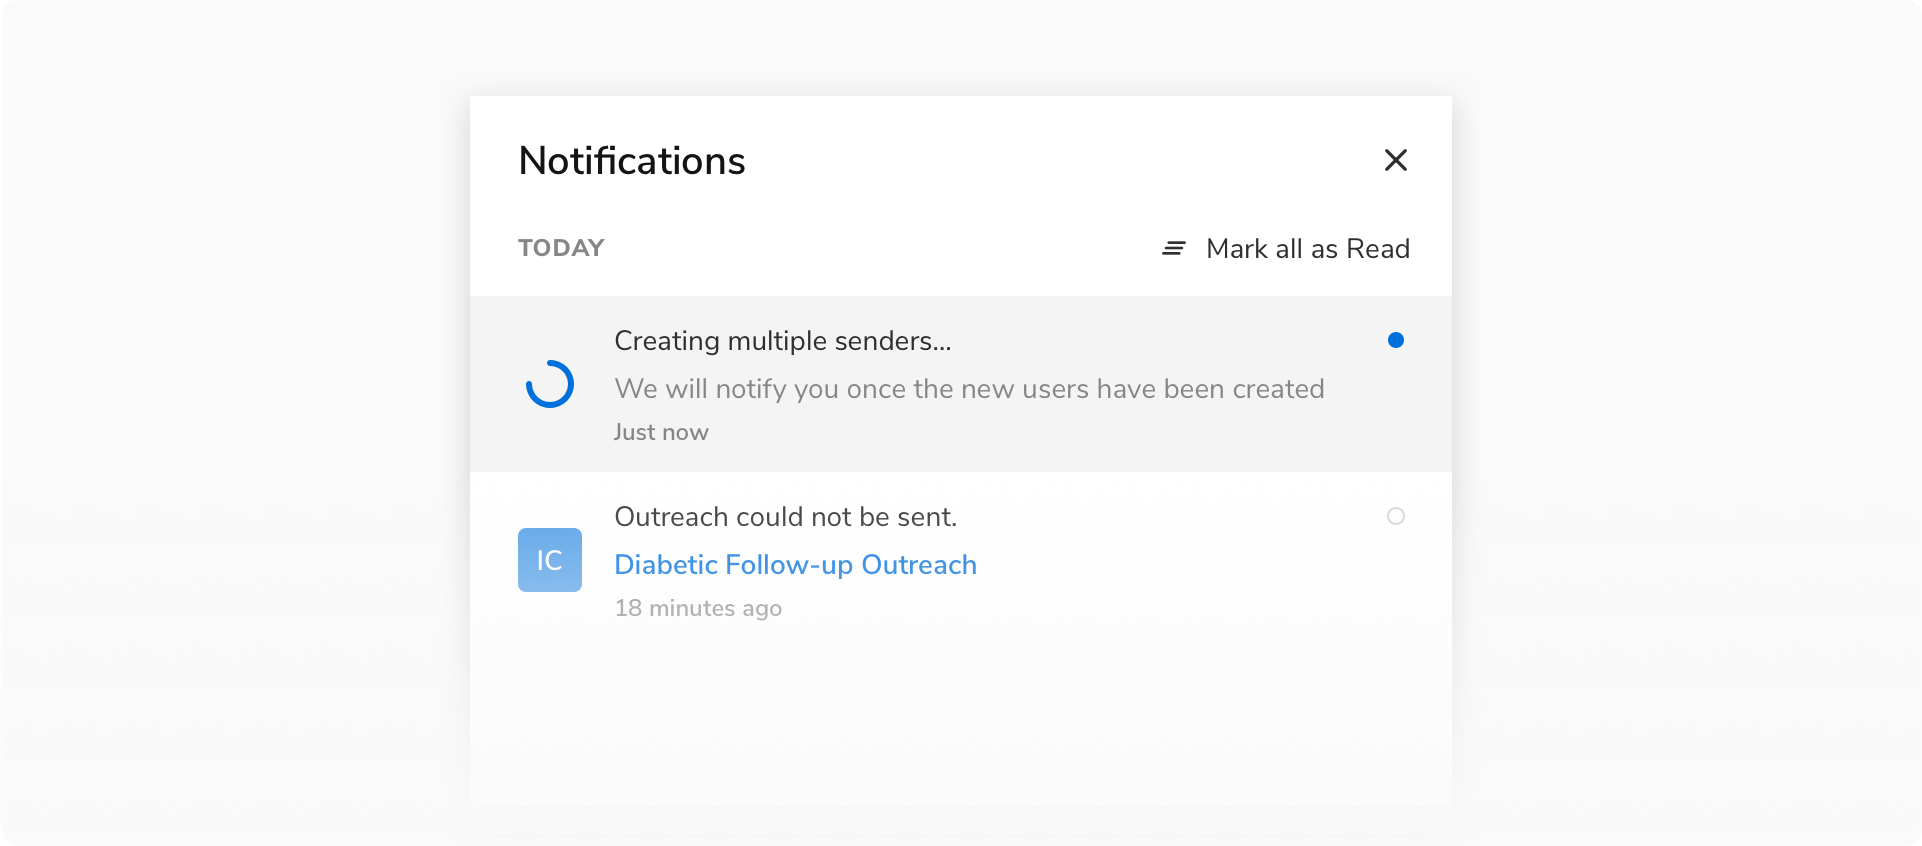 Notifications
TODAY
Mark all as Read
Creating multiple senders...
We will notify you once the new users have been created
Just now
IC
Outreach could not be sent.
Diabetic Follow-up Outreach
18 minutes ago